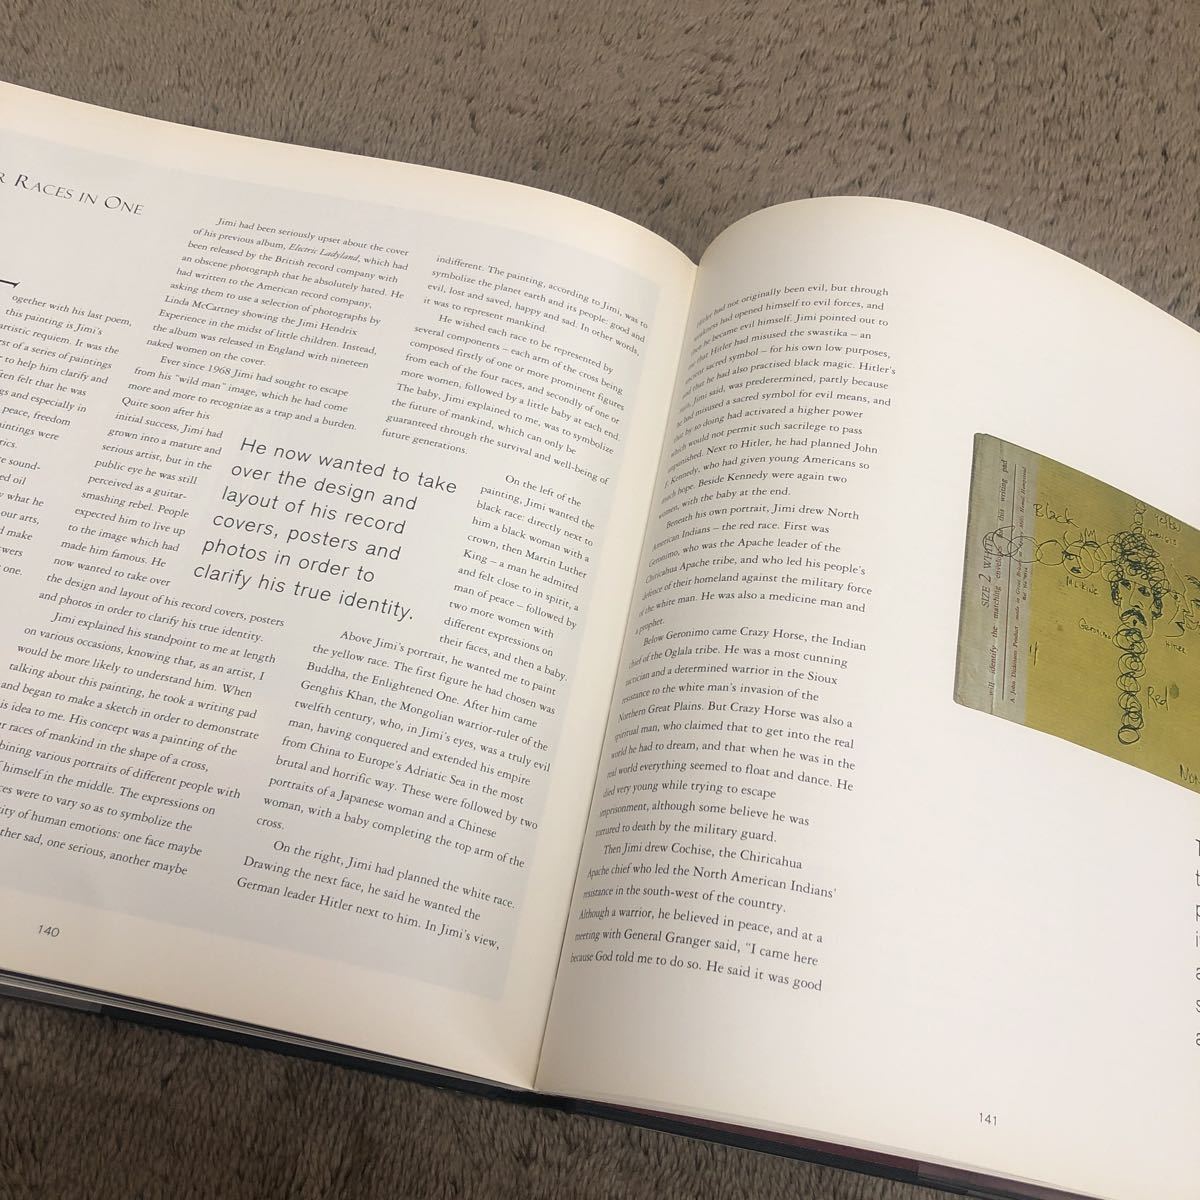 RACES IN ONE
ogether with his last poem,
this painting is Jimi's
artistic requiem. It was the
of a series of paintings
to help him clarify and
felt that he was
and especially in
peace, freedom
were
sound-
oil
what he
our arts,
make
one.
Jimi had been seriously upset about the cover
of his previous album, Electric Ladyland, which had
been released by the British record company with
an obscene photograph that he absolutely hated. He
had written to the American record company,
asking them to use a selection of photographs by
Linda McCartney showing the Jimi Hendrix
Experience in the midst of little children. Instead,
the album was released in England with nineteen
naked women on the cover.
Ever since 1968 Jimi had sought to escape
from his "wild man" image, which he had come
more and more to recognize as a trap and a burden.
Quite soon after his
initial success, Jimi had
grown into a mature and
serious artist, but in the
public eye he was still
perceived as a guitar-
smashing rebel. People
expected him to live up
to the image which had
made him famous. He
now wanted to take over
the design and layout of his record covers, posters
and photos in order to clarify his true identity.
Jimi explained his standpoint to me at length
on various occasions, knowing that, as an artist, I
would be more likely to understand him. When
talking about this painting, he took a writing pad
and began to make a sketch in order to demonstrate
his idea to me. His concept was a painting of the
races of mankind in the shape of a cross,
various portraits of different people with
himself in the middle. The expressions on
were to vary so as to symbolize the
of human emotions: one face maybe
sad, one serious, another maybe
He now wanted to take
over the design and
layout of his record
covers, posters and
photos in order to
clarify his true identity.
indifferent. The painting, according to Jimi, was to
symbolize the planet earth and its people: good and
evil, lost and saved, happy and sad. In other words,
it was to represent mankind.
He wished each race to be represented by
several components – each arm of the cross being
composed firstly of one or more prominent figures
from each of the four races, and secondly of one or
more women, followed by a little baby at each end.
The baby, Jimi explained to me, was to symbolize
the future of mankind, which can only be
guaranteed through the survival and well-being of
future generations.
On the left of the
painting, Jimi wanted the
black race: directly next to
him a black woman with a
crown, then Martin Luther
King – a man he admired
and felt close to in spirit, a
man of peace – followed by
two more women with
different expressions on
their faces, and then a baby.
Above Jimi's portrait, he wanted me to paint
the yellow race. The first figure he had chosen was
Buddha, the Enlightened One. After him came
Genghis Khan, the Mongolian warrior-ruler of the
twelfth century, who, in Jimi's eyes, was a truly evil
man, having conquered and extended his empire
from China to Europe's Adriatic Sea in the most
brutal and horrific way. These were followed by two
portraits of a Japanese woman and a Chinese
woman, with a baby completing the top arm of the
cross.
On the right, Jimi had planned the white race.
Drawing the next face, he said he wanted the
German leader Hitler next to him. In Jimi's view,
140
Hitler had not originally been evil, but through
weakness had opened himself to evil forces, and
then he became evil himself. Jimi pointed out to
me that Hitler had misused the swastika – an
ancient sacred symbol – for his own low purposes,
and that he had also practised black magic. Hitler's
Jimi said, was predetermined, partly because
he had misused a sacred symbol for evil means, and
that by so doing had activated a higher power
which would not permit such sacrilege to pass
unpunished. Next to Hitler, he had planned John
F. Kennedy, who had given young Americans so
much hope. Beside Kennedy were again two
women, with the baby at the end.
Beneath his own portrait, Jimi drew North
American Indians – the red race. First was
Geronimo, who was the Apache leader of the
Chiricahua Apache tribe, and who led his people's
defence of their homeland against the military force
of the white man. He was also a medicine man and
a prophet.
Below Geronimo came Crazy Horse, the Indian
chief of the Oglala tribe. He was a most cunning
tactician and a determined warrior in the Sioux
resistance to the white man's invasion of the
Northern Great Plains. But Crazy Horse was also a
spiritual man, who claimed that to get into the real
world he had to dream, and that when he was in the
real world everything seemed to float and dance. He
died very young while trying to escape
imprisonment, although some believe he was
tortured to death by the military guard.
Then Jimi drew Cochise, the Chiricahua
Apache chief who led the North American Indians'
resistance in the south-west of the country.
Although a warrior, he believed in peace, and at a
meeting with General Granger said, "I came here
because God told me to do so. He said it was good
SIZE 2 WHITE
will identify the matching envelope this writing pad
A John Dickinson Product made in Great Britain
Black
Red
141